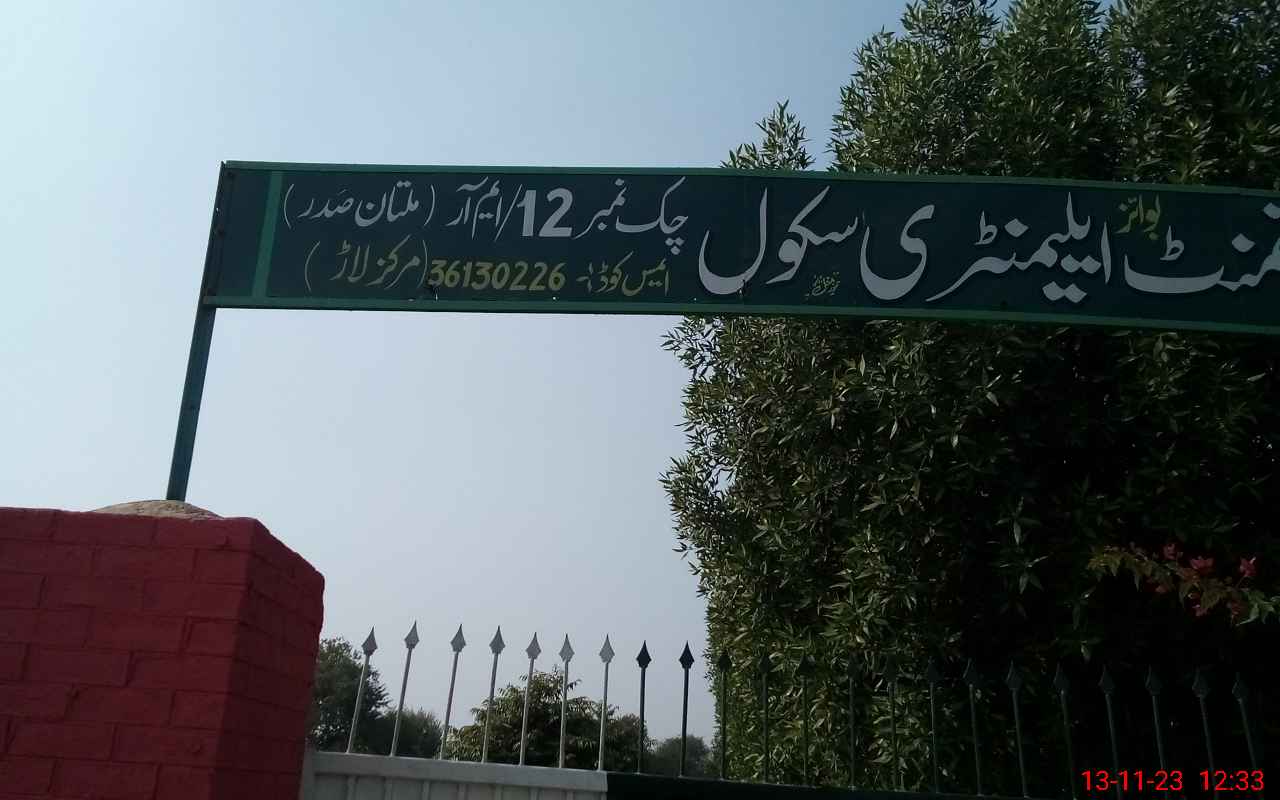 بوائز
منٹ ایلیمنٹری سکول
چک نمبر 12/ایم آر (ملتان صَدر)
ایمس کوڈ :- 36130226 (مرکز لاڑ)
13-11-23 12:33